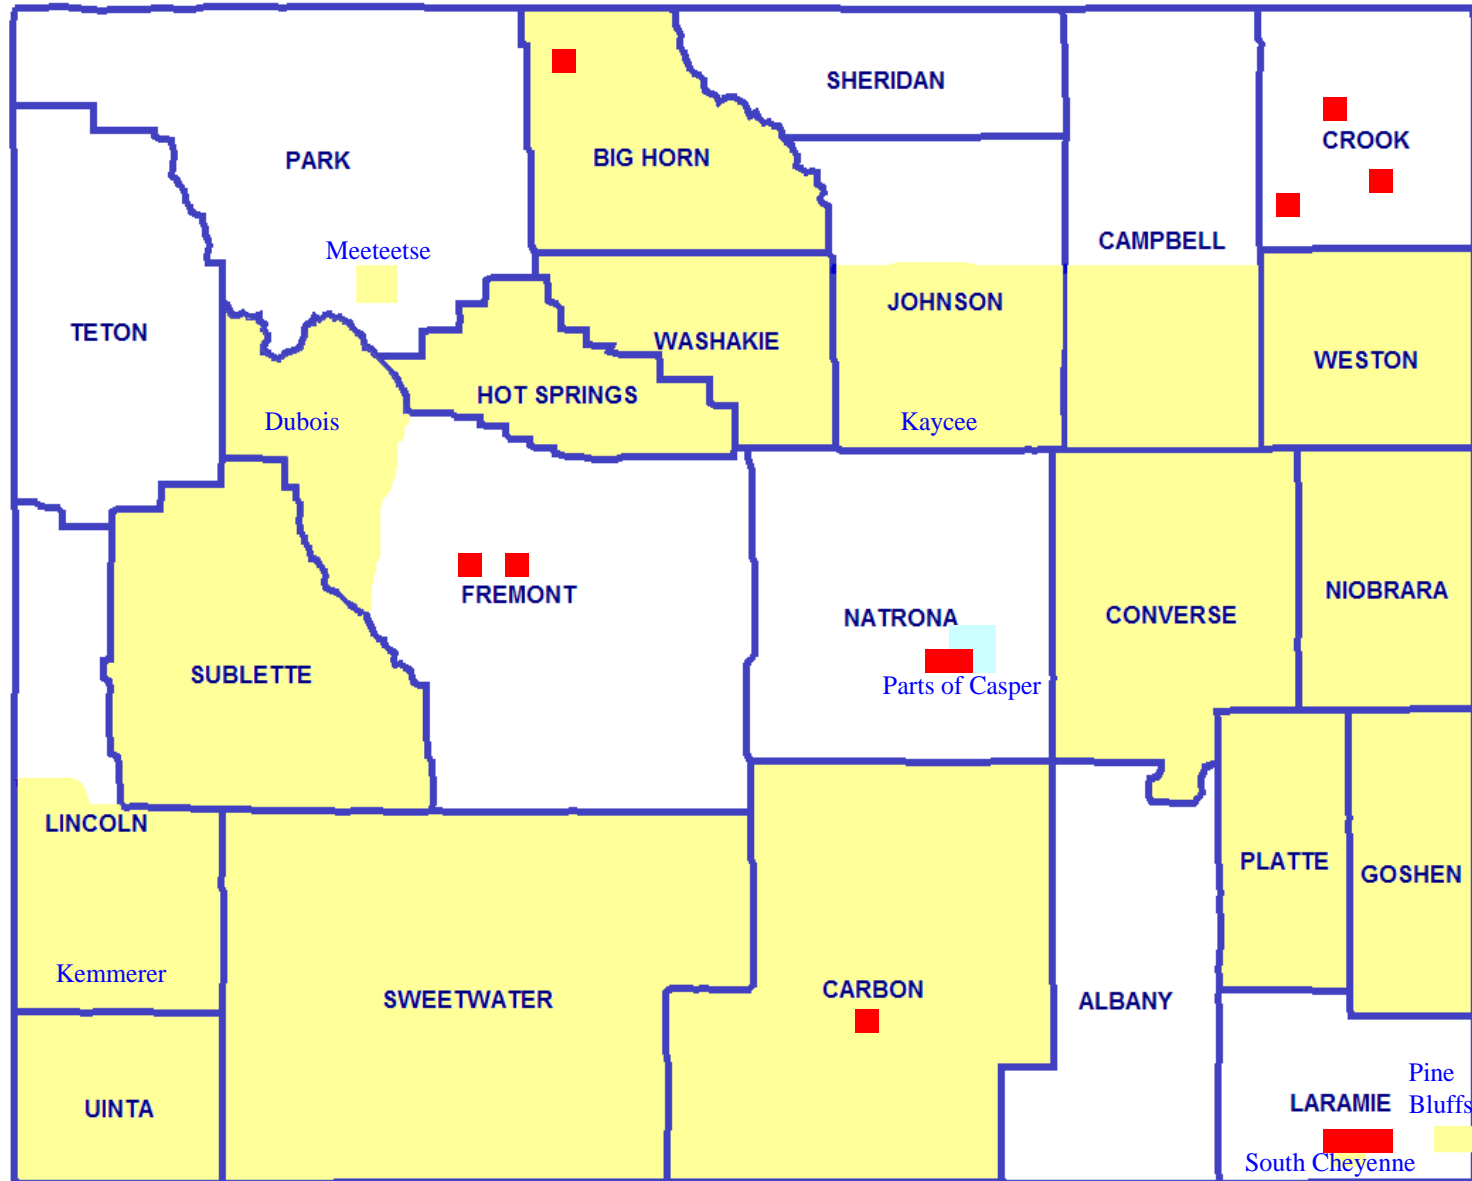 SHERIDAN
CROOK
PARK
BIG HORN
CAMPBELL
Meeteetse
JOHNSON
TETON
WASHAKIE
WESTON
HOT SPRINGS
Dubois
Kaycee
FREMONT
NIOBRARA
NATRONA
CONVERSE
SUBLETTE
Parts of Casper
LINCOLN
PLATTE
GOSHEN
Kemmerer
SWEETWATER
CARBON
ALBANY
Pine
Bluffs
LARAMIE
UINTA
South Cheyenne